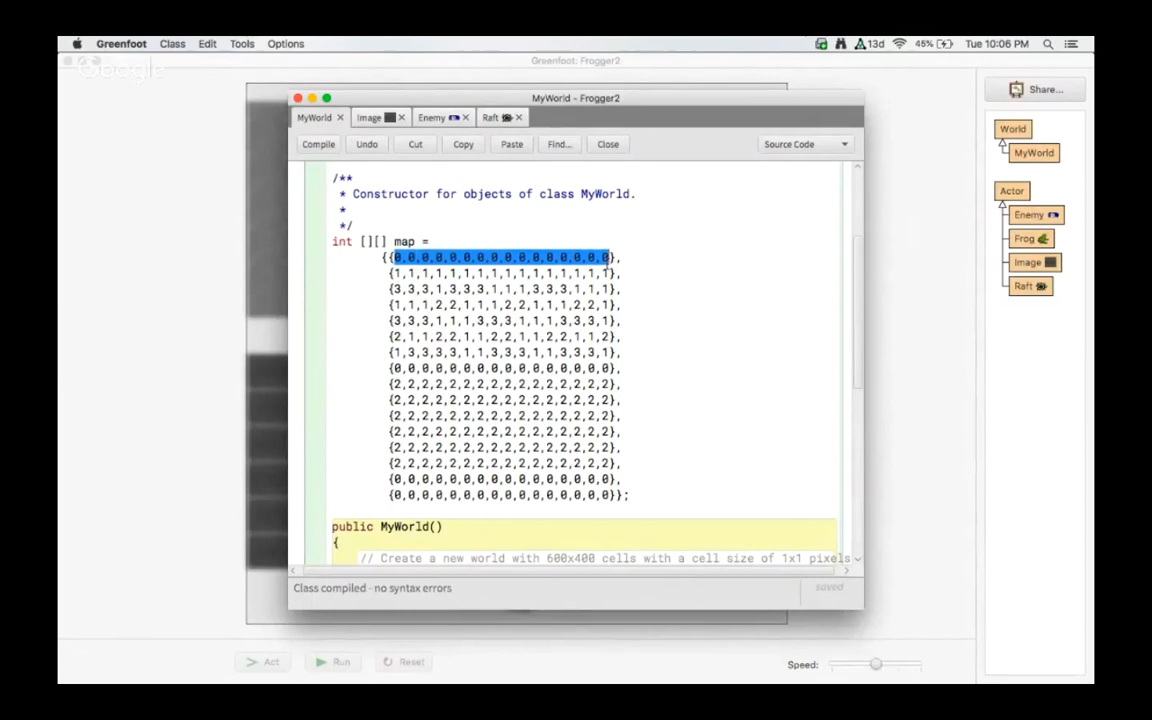 Greenfoot Class Edit Tools Options 13d 45% Tue 10:06 PM
Greenfoot: Frogger2
Google
MyWorld - Frogger2
MyWorld Image Enemy Raft
Compile Undo Cut Copy Paste Find... Close Source Code
/**
* Constructor for objects of class MyWorld.
*
*/
int [][] map =
{{0,0,0,0,0,0,0,0,0,0,0,0,0,0,0,0},
{1,1,1,1,1,1,1,1,1,1,1,1,1,1,1,1},
{3,3,3,1,3,3,3,1,1,1,3,3,3,1,1,1},
{1,1,1,2,2,1,1,1,2,2,1,1,1,2,2,1},
{3,3,3,1,1,1,3,3,3,1,1,1,3,3,3,1},
{2,1,1,2,2,1,1,2,2,1,1,2,2,1,1,2},
{1,3,3,3,3,1,1,3,3,3,1,1,3,3,3,1},
{0,0,0,0,0,0,0,0,0,0,0,0,0,0,0,0},
{2,2,2,2,2,2,2,2,2,2,2,2,2,2,2,2},
{2,2,2,2,2,2,2,2,2,2,2,2,2,2,2,2},
{2,2,2,2,2,2,2,2,2,2,2,2,2,2,2,2},
{2,2,2,2,2,2,2,2,2,2,2,2,2,2,2,2},
{2,2,2,2,2,2,2,2,2,2,2,2,2,2,2,2},
{2,2,2,2,2,2,2,2,2,2,2,2,2,2,2,2},
{0,0,0,0,0,0,0,0,0,0,0,0,0,0,0,0},
{0,0,0,0,0,0,0,0,0,0,0,0,0,0,0,0}};
public MyWorld()
{
// Create a new world with 600x400 cells with a cell size of 1x1 pixels
Class compiled - no syntax errors
saved
Share...
World
MyWorld
Actor
Enemy
Frog
Image
Raft
Act Run Reset Speed: